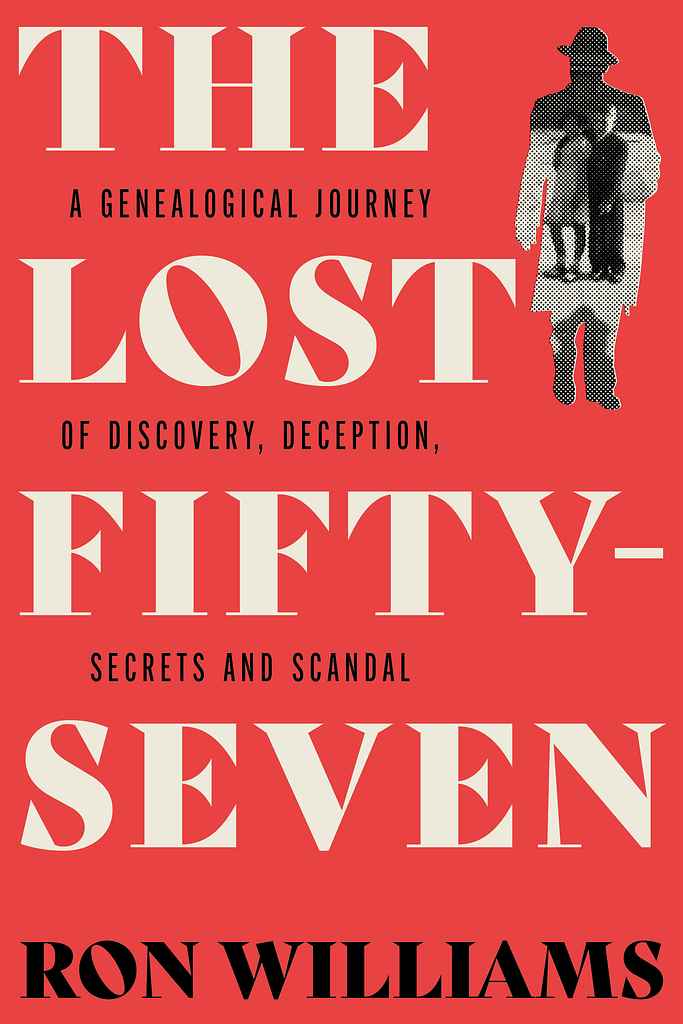 THE
A GENEALOGICAL JOURNEY
LOST
OF DISCOVERY, DECEPTION,
FIFTY-
SECRETS AND SCANDAL
SEVEN
RON WILLIAMS